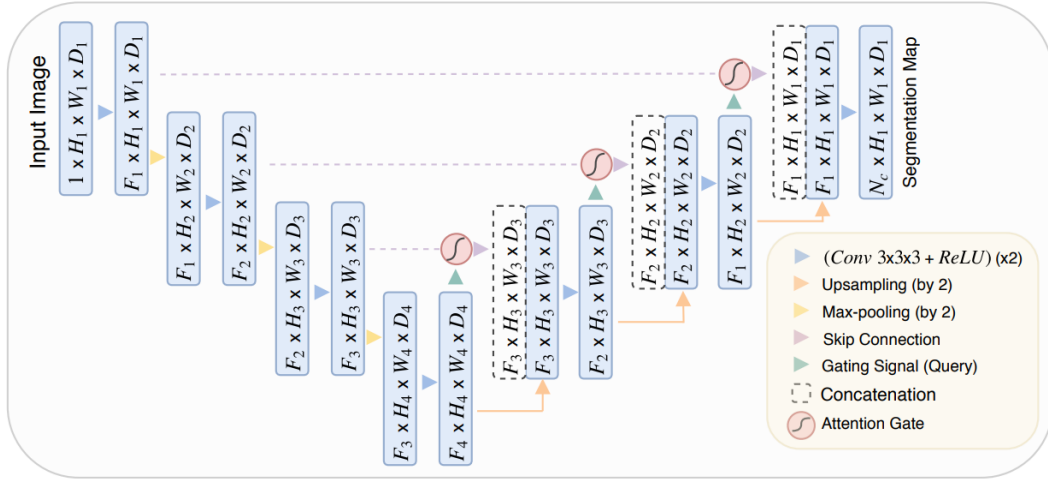 Input Image
1 x H₁ x W₁ x D₁
F₁ x H₁ x W₁ x D₁
F₁ x H₂ x W₂ x D₂
F₂ x H₂ x W₂ x D₂
F₂ x H₃ x W₃ x D₃
F₃ x H₃ x W₃ x D₃
F₃ x H₄ x W₄ x D₄
F₄ x H₄ x W₄ x D₄
F₃ x H₃ x W₃ x D₃
F₃ x H₃ x W₃ x D₃
F₂ x H₃ x W₃ x D₃
F₂ x H₂ x W₂ x D₂
F₂ x H₂ x W₂ x D₂
F₁ x H₂ x W₂ x D₂
F₁ x H₁ x W₁ x D₁
F₁ x H₁ x W₁ x D₁
N꜀ x H₁ x W₁ x D₁
Segmentation Map
(Conv 3x3x3 + ReLU) (x2)
Upsampling (by 2)
Max-pooling (by 2)
Skip Connection
Gating Signal (Query)
Concatenation
Attention Gate